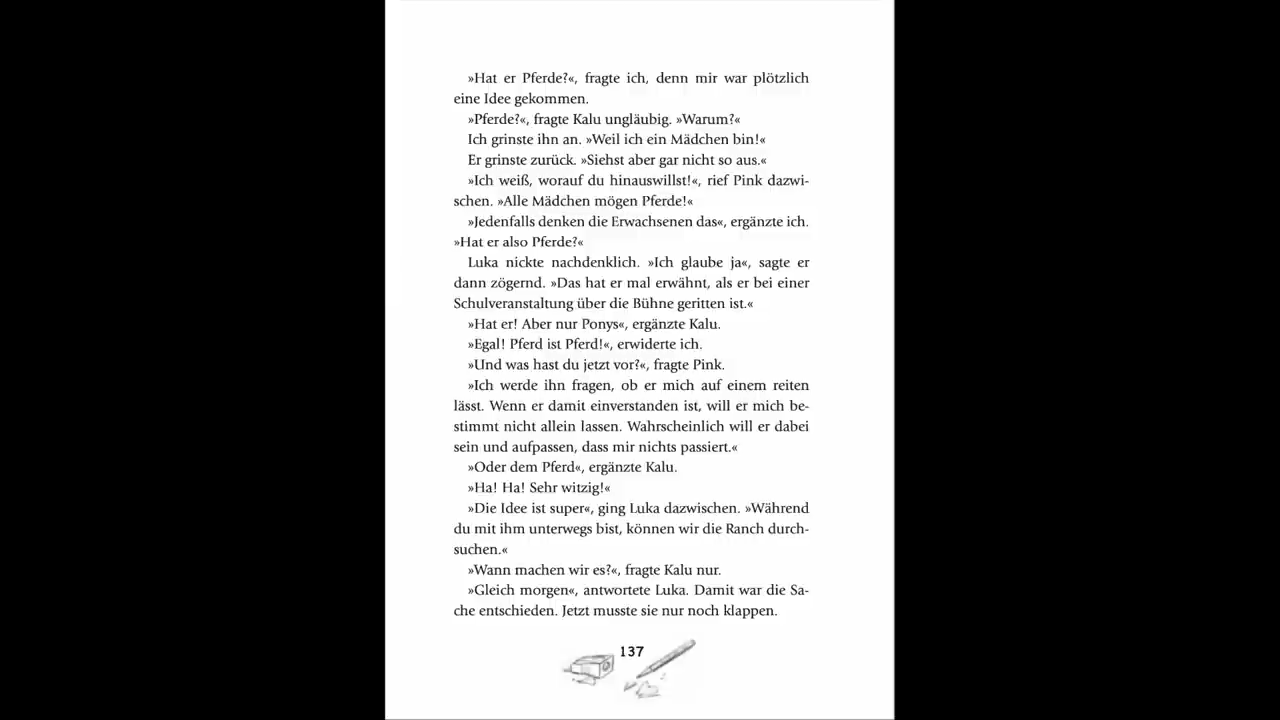 »Hat er Pferde?«, fragte ich, denn mir war plötzlich
eine Idee gekommen.
»Pferde?«, fragte Kalu ungläubig. »Warum?«
Ich grinste ihn an. »Weil ich ein Mädchen bin!«
Er grinste zurück. »Siehst aber gar nicht so aus.«
»Ich weiß, worauf du hinauswillst!«, rief Pink dazwi-
schen. »Alle Mädchen mögen Pferde!«
»Jedenfalls denken die Erwachsenen das«, ergänzte ich.
»Hat er also Pferde?«
Luka nickte nachdenklich. »Ich glaube ja«, sagte er
dann zögernd. »Das hat er mal erwähnt, als er bei einer
Schulveranstaltung über die Bühne geritten ist.«
»Hat er! Aber nur Ponys«, ergänzte Kalu.
»Egal! Pferd ist Pferd!«, erwiderte ich.
»Und was hast du jetzt vor?«, fragte Pink.
»Ich werde ihn fragen, ob er mich auf einem reiten
lässt. Wenn er damit einverstanden ist, will er mich be-
stimmt nicht allein lassen. Wahrscheinlich will er dabei
sein und aufpassen, dass mir nichts passiert.«
»Oder dem Pferd«, ergänzte Kalu.
»Ha! Ha! Sehr witzig!«
»Die Idee ist super«, ging Luka dazwischen. »Während
du mit ihm unterwegs bist, können wir die Ranch durch-
suchen.«
»Wann machen wir es?«, fragte Kalu nur.
»Gleich morgen«, antwortete Luka. Damit war die Sa-
che entschieden. Jetzt musste sie nur noch klappen.
137